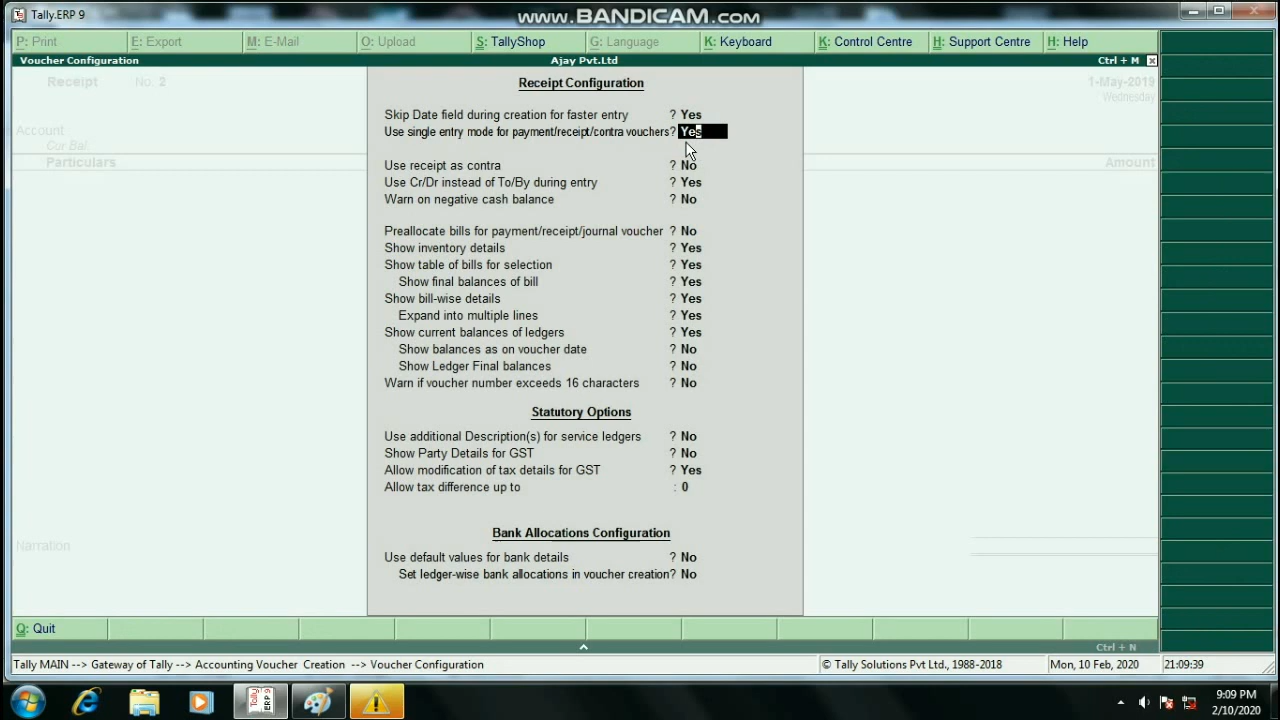 www.BANDICAM.com
Tally.ERP 9
P: Print
E: Export
M: E-Mail
O: Upload
S: TallyShop
G: Language
K: Keyboard
K: Control Centre
H: Support Centre
H: Help
Voucher Configuration
Ajay Pvt.Ltd
Ctrl + M
Receipt No. 2
1-May-2019
Wednesday
Account :
Cur Bal:
Particulars
Amount
Narration
Receipt Configuration
Skip Date field during creation for faster entry ? Yes
Use single entry mode for payment/receipt/contra vouchers? Yes
Use receipt as contra ? No
Use Cr/Dr instead of To/By during entry ? Yes
Warn on negative cash balance ? No
Preallocate bills for payment/receipt/journal voucher ? No
Show inventory details ? Yes
Show table of bills for selection ? Yes
Show final balances of bill ? Yes
Show bill-wise details ? Yes
Expand into multiple lines ? Yes
Show current balances of ledgers ? Yes
Show balances as on voucher date ? No
Show Ledger Final balances ? No
Warn if voucher number exceeds 16 characters ? No
Statutory Options
Use additional Description(s) for service ledgers ? No
Show Party Details for GST ? No
Allow modification of tax details for GST ? Yes
Allow tax difference up to : 0
Bank Allocations Configuration
Use default values for bank details ? No
Set ledger-wise bank allocations in voucher creation? No
Q: Quit
Ctrl + N
Tally MAIN --> Gateway of Tally --> Accounting Voucher Creation --> Voucher Configuration
© Tally Solutions Pvt Ltd., 1988-2018
Mon, 10 Feb, 2020
21:09:39
9:09 PM
2/10/2020